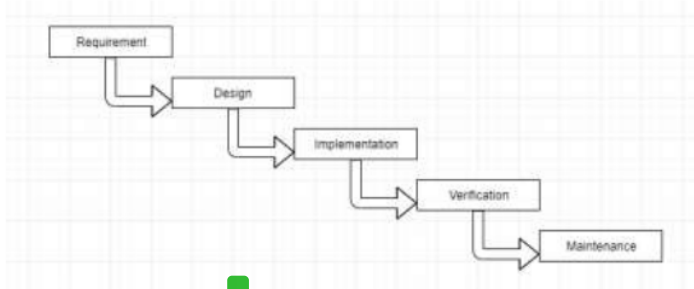 Requirement
Design
Implementation
Verification
Maintenance